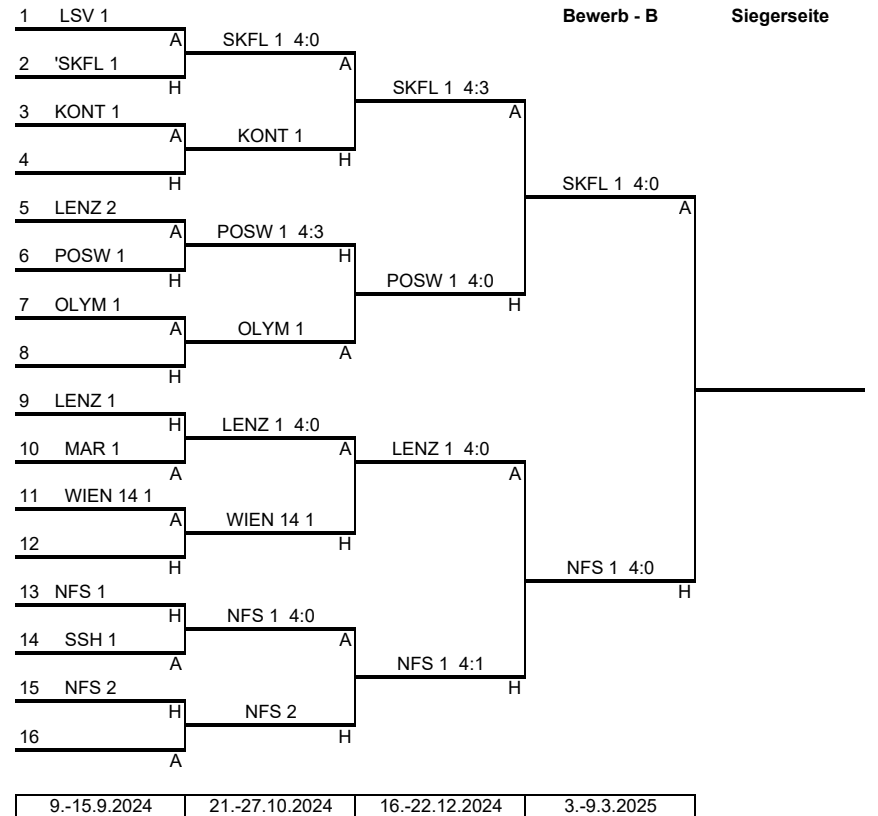 1 LSV 1 Bewerb - B Siegerseite
A SKFL 1 4:0
2 'SKFL 1 A
H SKFL 1 4:3
3 KONT 1 A
A KONT 1
4 H
H SKFL 1 4:0
5 LENZ 2 A
A POSW 1 4:3
6 POSW 1 H
H POSW 1 4:0
7 OLYM 1 H
A OLYM 1
8 A
H
9 LENZ 1
H LENZ 1 4:0
10 MAR 1 A LENZ 1 4:0
A A
11 WIEN 14 1
A WIEN 14 1
12 H
H NFS 1 4:0
13 NFS 1 H
H NFS 1 4:0
14 SSH 1 A
A NFS 1 4:1
15 NFS 2 H
H NFS 2
16 H
A
9.-15.9.2024 21.-27.10.2024 16.-22.12.2024 3.-9.3.2025